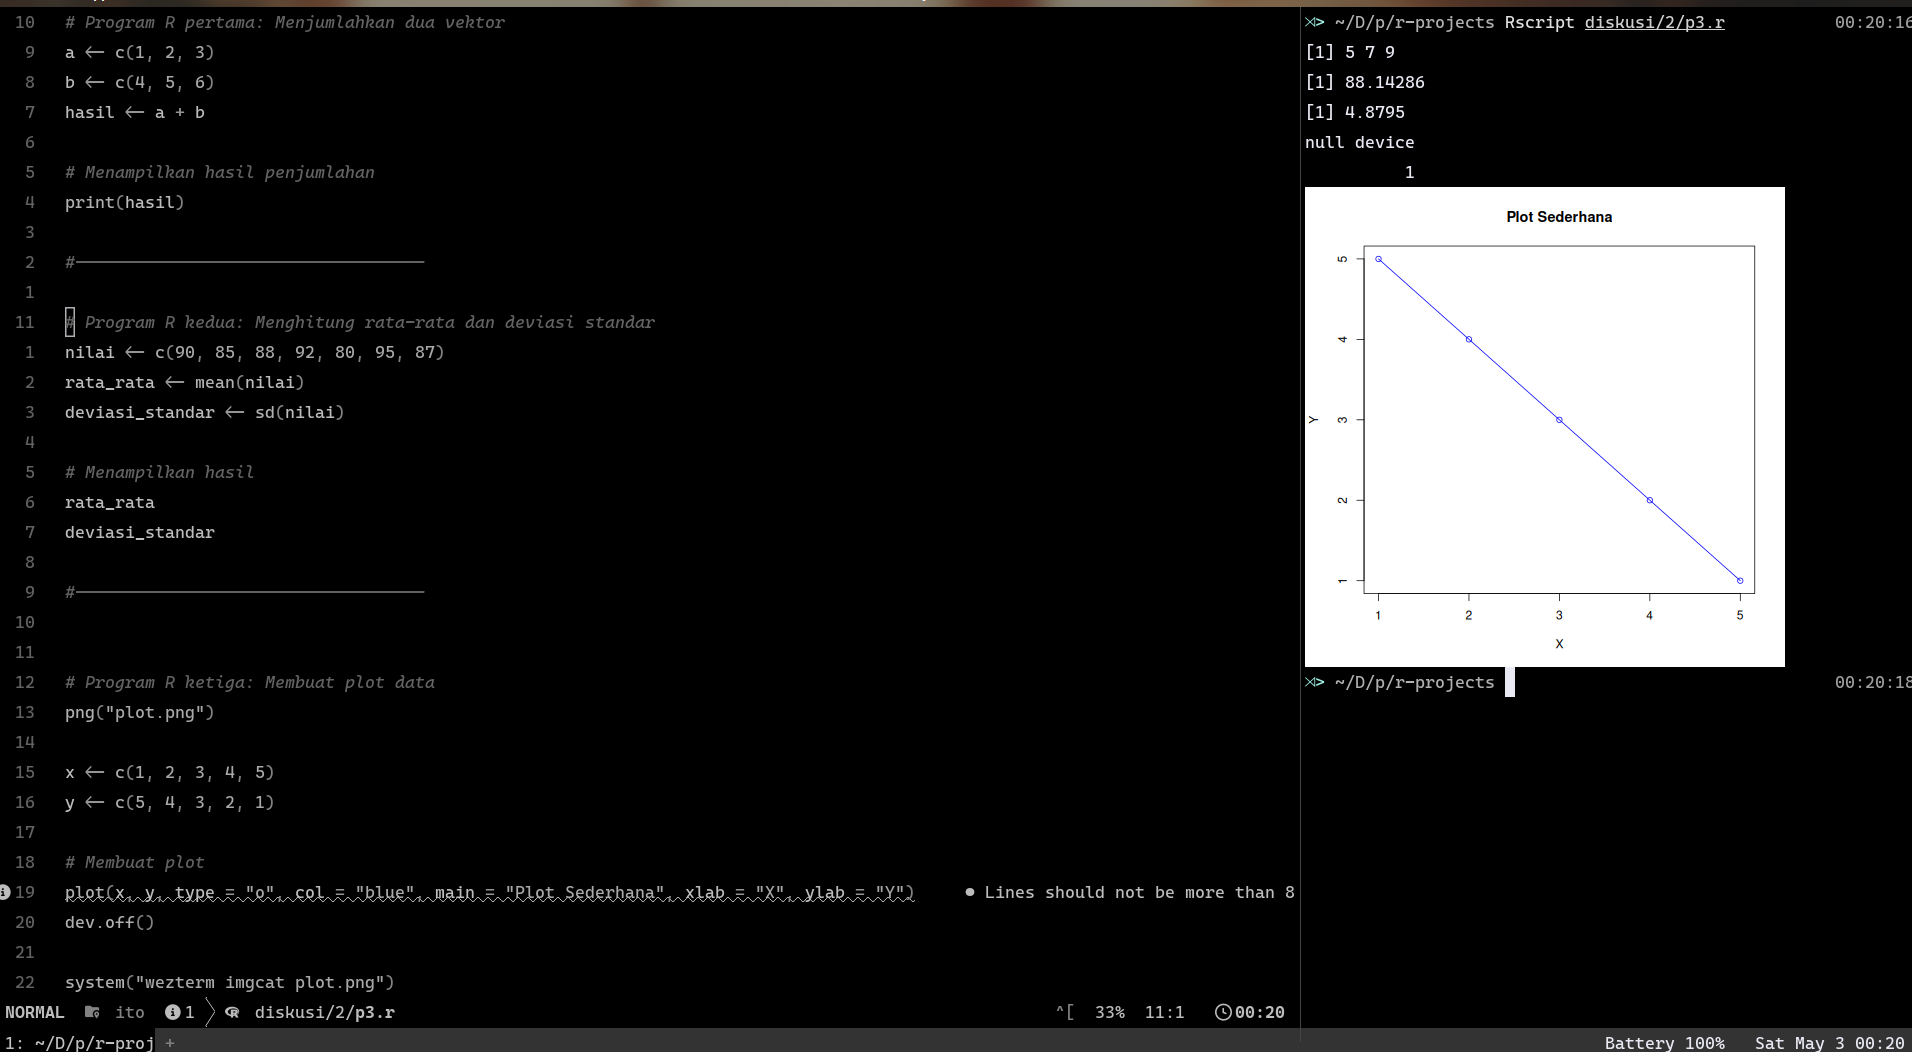 10 # Program R pertama: Menjumlahkan dua vektor
9 a <- c(1, 2, 3)
8 b <- c(4, 5, 6)
7 hasil <- a + b
6
5 # Menampilkan hasil penjumlahan
4 print(hasil)
3
2 #-----------------------------------
1
11 # Program R kedua: Menghitung rata-rata dan deviasi standar
1 nilai <- c(90, 85, 88, 92, 80, 95, 87)
2 rata_rata <- mean(nilai)
3 deviasi_standar <- sd(nilai)
4
5 # Menampilkan hasil
6 rata_rata
7 deviasi_standar
8
9 #-----------------------------------
10
11
12 # Program R ketiga: Membuat plot data
13 png("plot.png")
14
15 x <- c(1, 2, 3, 4, 5)
16 y <- c(5, 4, 3, 2, 1)
17
18 # Membuat plot
19 plot(x, y, type = "o", col = "blue", main = "Plot Sederhana", xlab = "X", ylab = "Y") ● Lines should not be more than 8
20 dev.off()
21
22 system("wezterm imgcat plot.png")
NORMAL ito 1 diskusi/2/p3.r ^[ 33% 11:1 00:20
~/D/p/r-projects Rscript diskusi/2/p3.r 00:20:16
[1] 5 7 9
[1] 88.14286
[1] 4.8795
null device
1
Plot Sederhana
5
4
3
2
1
Y
1 2 3 4 5
X
~/D/p/r-projects 00:20:18
1: ~/D/p/r-proj + Battery 100% Sat May 3 00:20